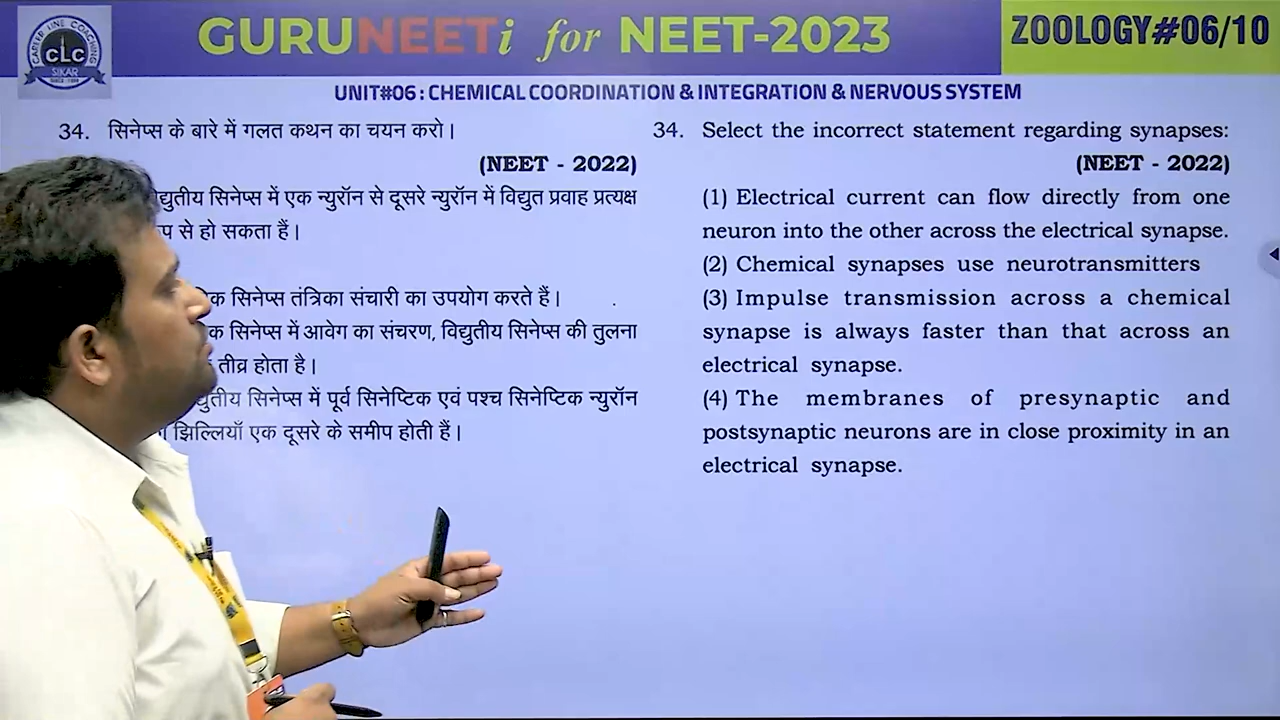 GURUNEETi for NEET-2023
ZOOLOGY#06/10
CAREER LINE COACHING
CLC
SIKAR
UNIT#06 : CHEMICAL COORDINATION & INTEGRATION & NERVOUS SYSTEM
34. सिनेप्स के बारे में गलत कथन का चयन करो।
(NEET - 2022)
सिनेप्स में एक न्युरॉन से दूसरे न्युरॉन में विद्युत प्रवाह प्रत्यक्ष
से हो सकता हैं।
सिनेप्स तंत्रिका संचारी का उपयोग करते हैं।
सिनेप्स में आवेग का संचरण, विद्युतीय सिनेप्स की तुलना
तीव्र होता है।
सिनेप्स में पूर्व सिनेप्टिक एवं पश्च सिनेप्टिक न्युरॉन
झिल्लियाँ एक दूसरे के समीप होती हैं।
34. Select the incorrect statement regarding synapses:
(NEET - 2022)
(1) Electrical current can flow directly from one
neuron into the other across the electrical synapse.
(2) Chemical synapses use neurotransmitters
(3) Impulse transmission across a chemical
synapse is always faster than that across an
electrical synapse.
(4) The membranes of presynaptic and
postsynaptic neurons are in close proximity in an
electrical synapse.